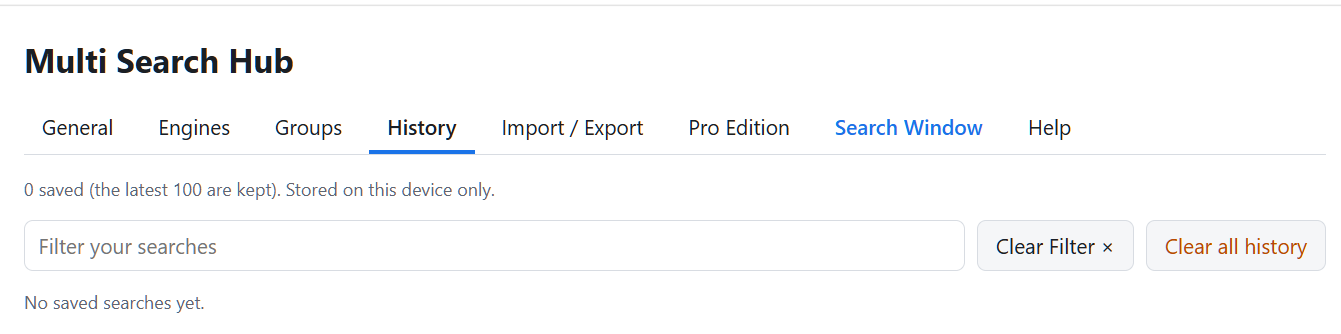 Multi Search Hub
General Engines Groups History Import / Export Pro Edition Search Window Help
0 saved (the latest 100 are kept). Stored on this device only.
Filter your searches Clear Filter × Clear all history
No saved searches yet.